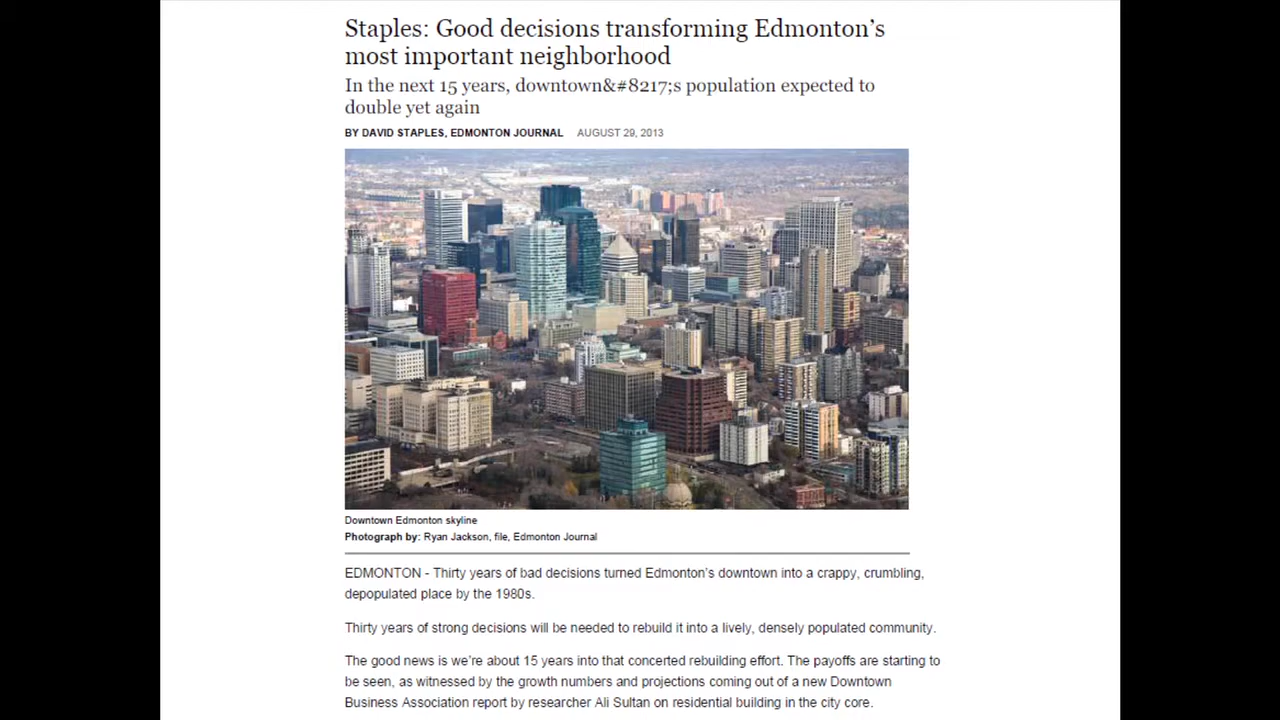 Staples: Good decisions transforming Edmonton’s
most important neighborhood
In the next 15 years, downtown&#8217;s population expected to
double yet again
BY DAVID STAPLES, EDMONTON JOURNAL AUGUST 29, 2013
Downtown Edmonton skyline
Photograph by: Ryan Jackson, file, Edmonton Journal
EDMONTON - Thirty years of bad decisions turned Edmonton’s downtown into a crappy, crumbling,
depopulated place by the 1980s.
Thirty years of strong decisions will be needed to rebuild it into a lively, densely populated community.
The good news is we’re about 15 years into that concerted rebuilding effort. The payoffs are starting to
be seen, as witnessed by the growth numbers and projections coming out of a new Downtown
Business Association report by researcher Ali Sultan on residential building in the city core.